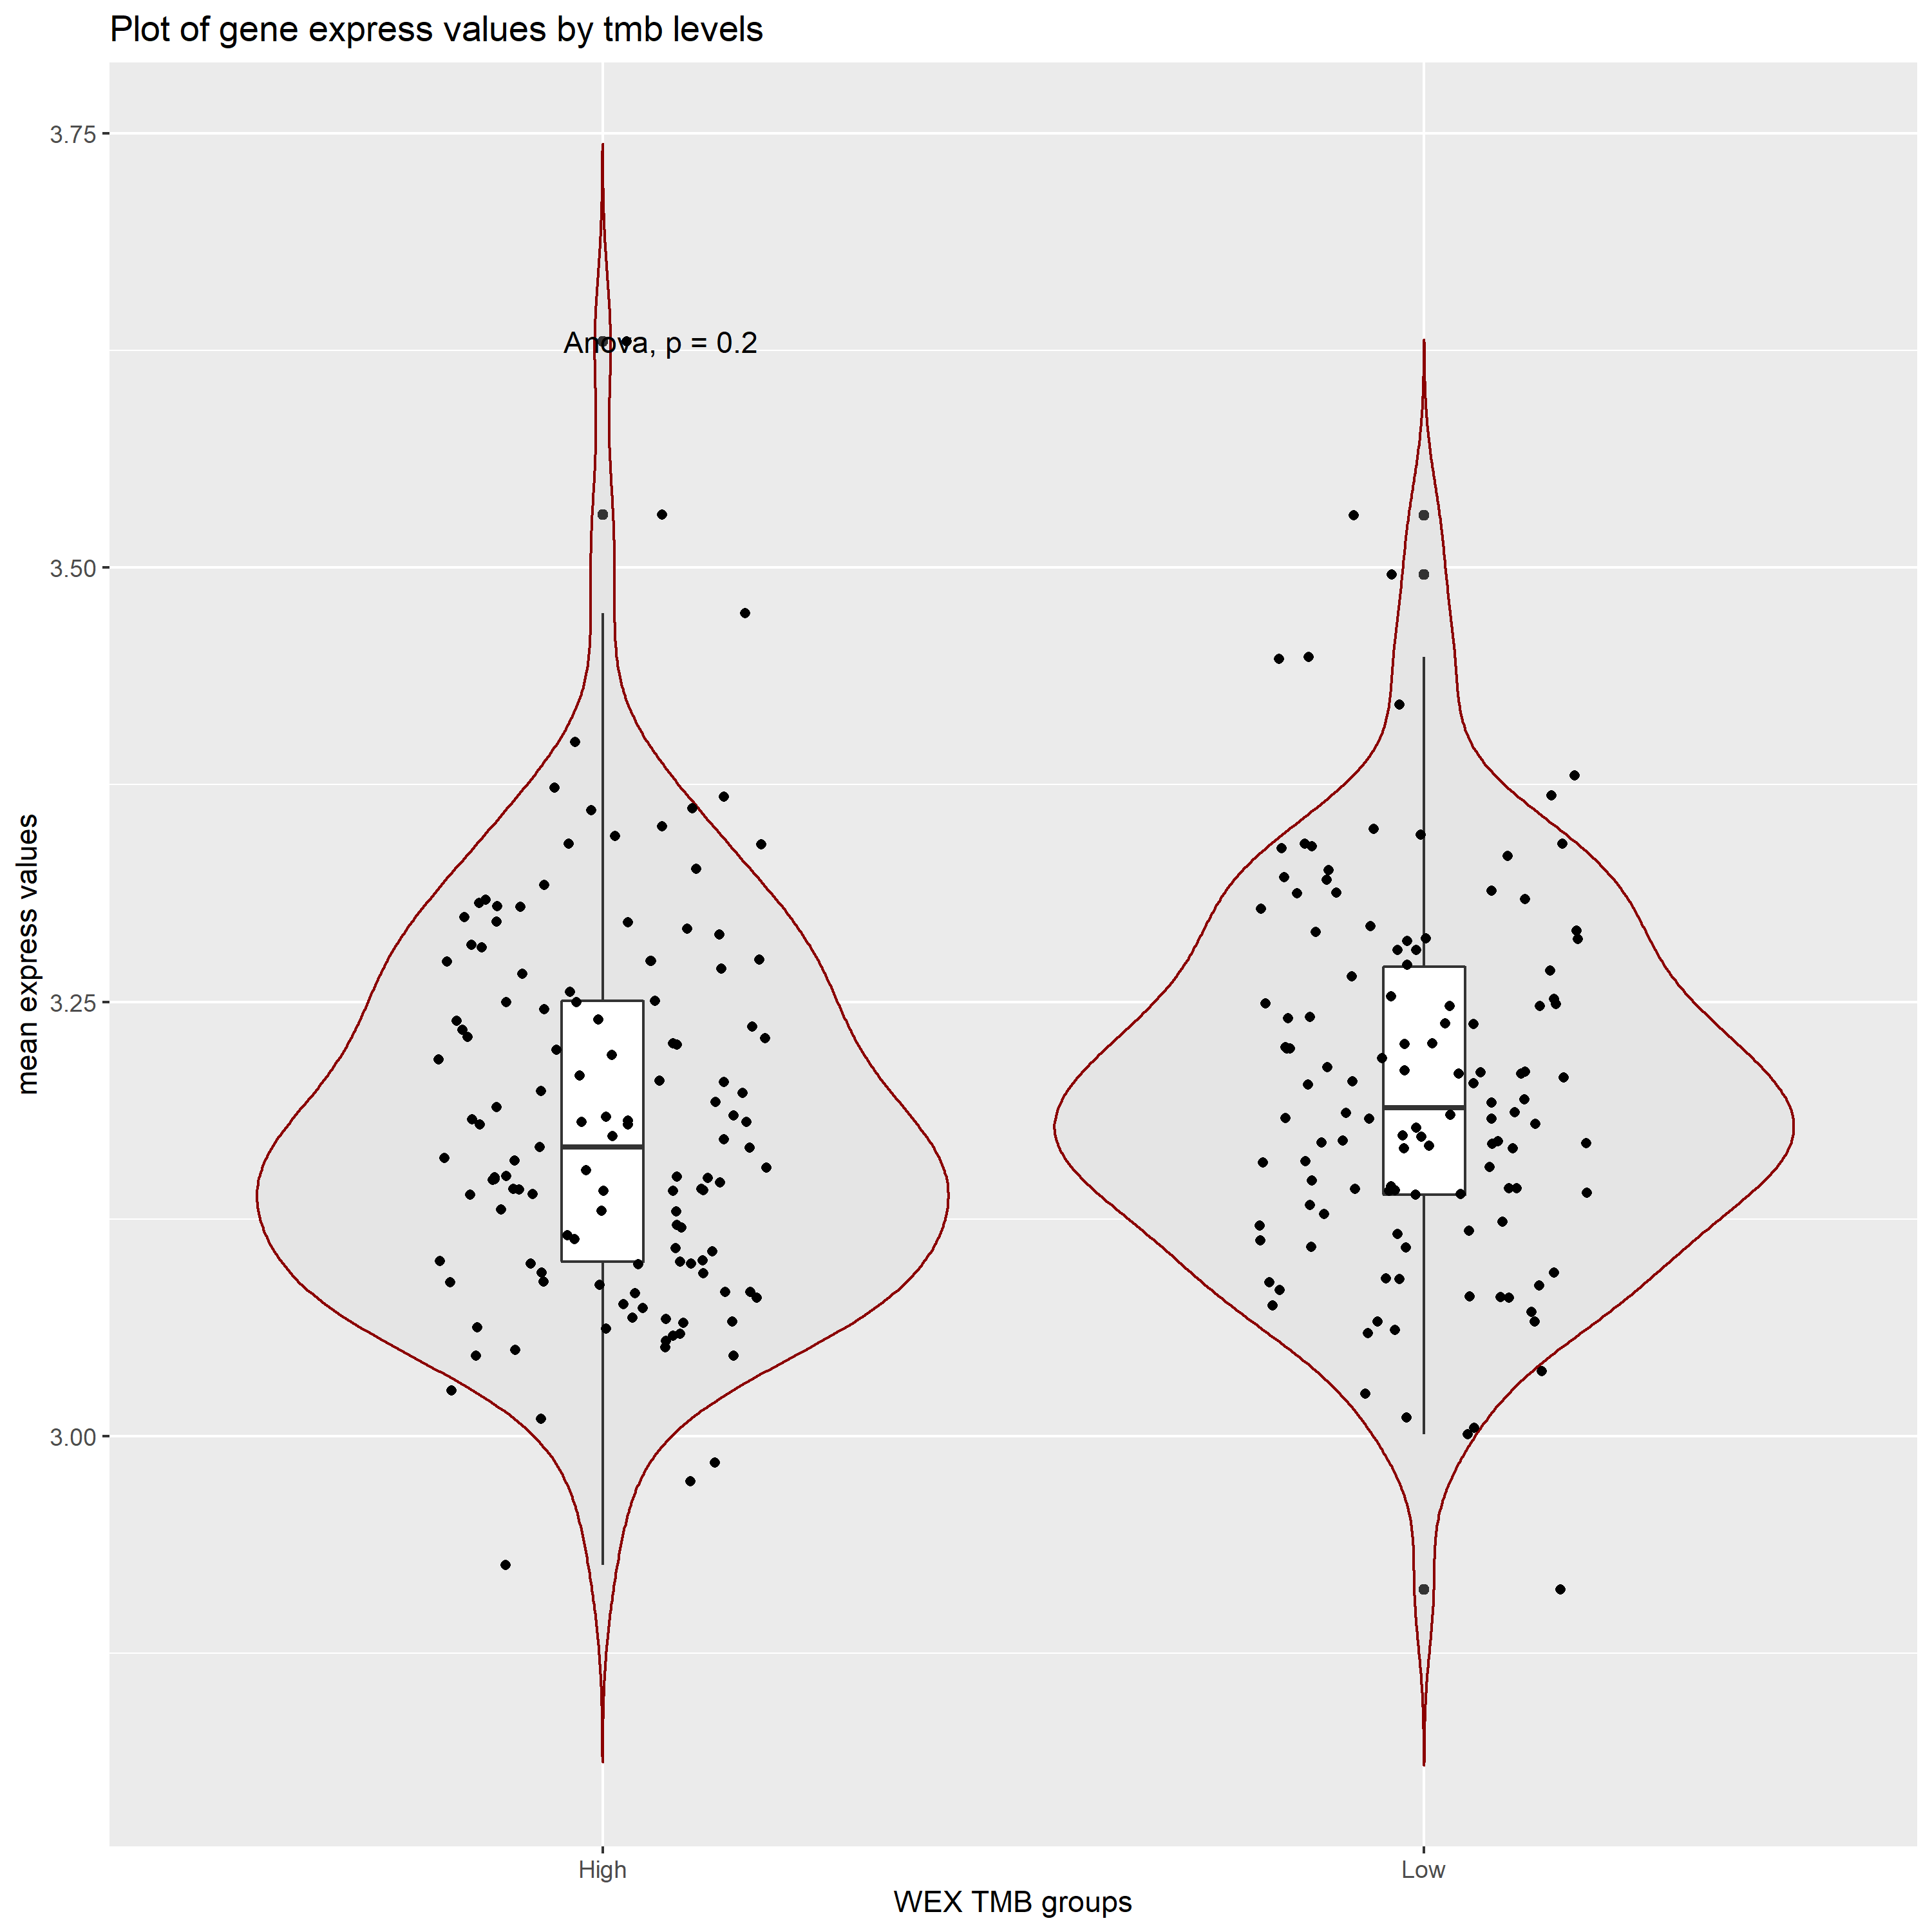 Plot of gene express values by tmb levels
3.75
Anova, p = 0.2
3.50
mean express values
3.25
3.00
High
Low
WEX TMB groups